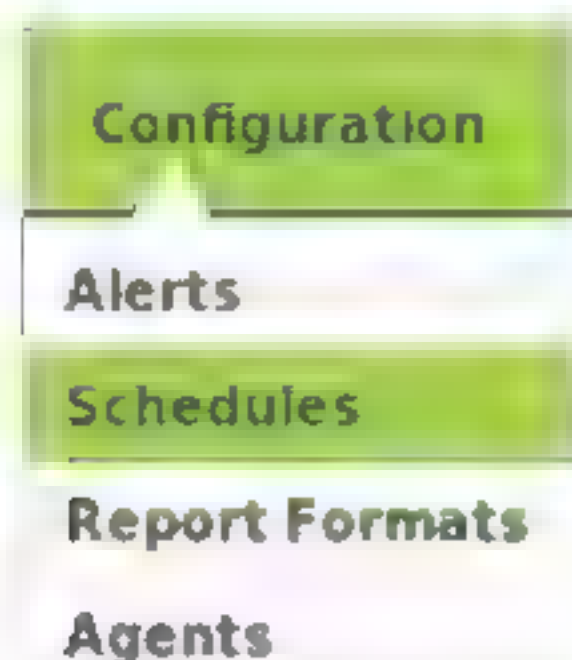 Configuration
Alerts
Schedules
Report Formats
Agents